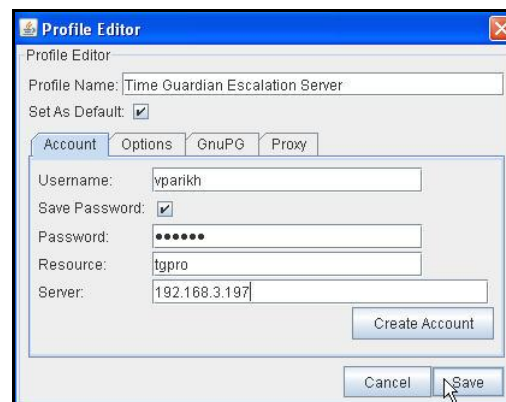 Profile Editor
Profile Editor
Profile Name: Time Guardian Escalation Server
Set As Default:
Account Options GnuPG Proxy
Username: vparikh
Save Password:
Password: ••••••
Resource: tgpro
Server: 192.168.3.197
Create Account
Cancel Save